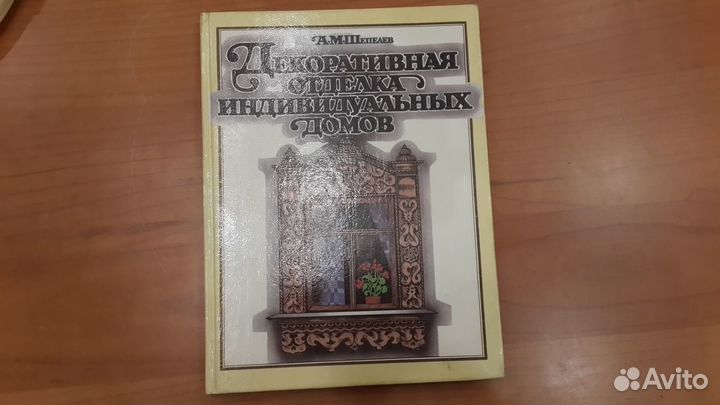 А.М.Шепелев
Декоративная
отделка
индивидуальных
домов
Avito